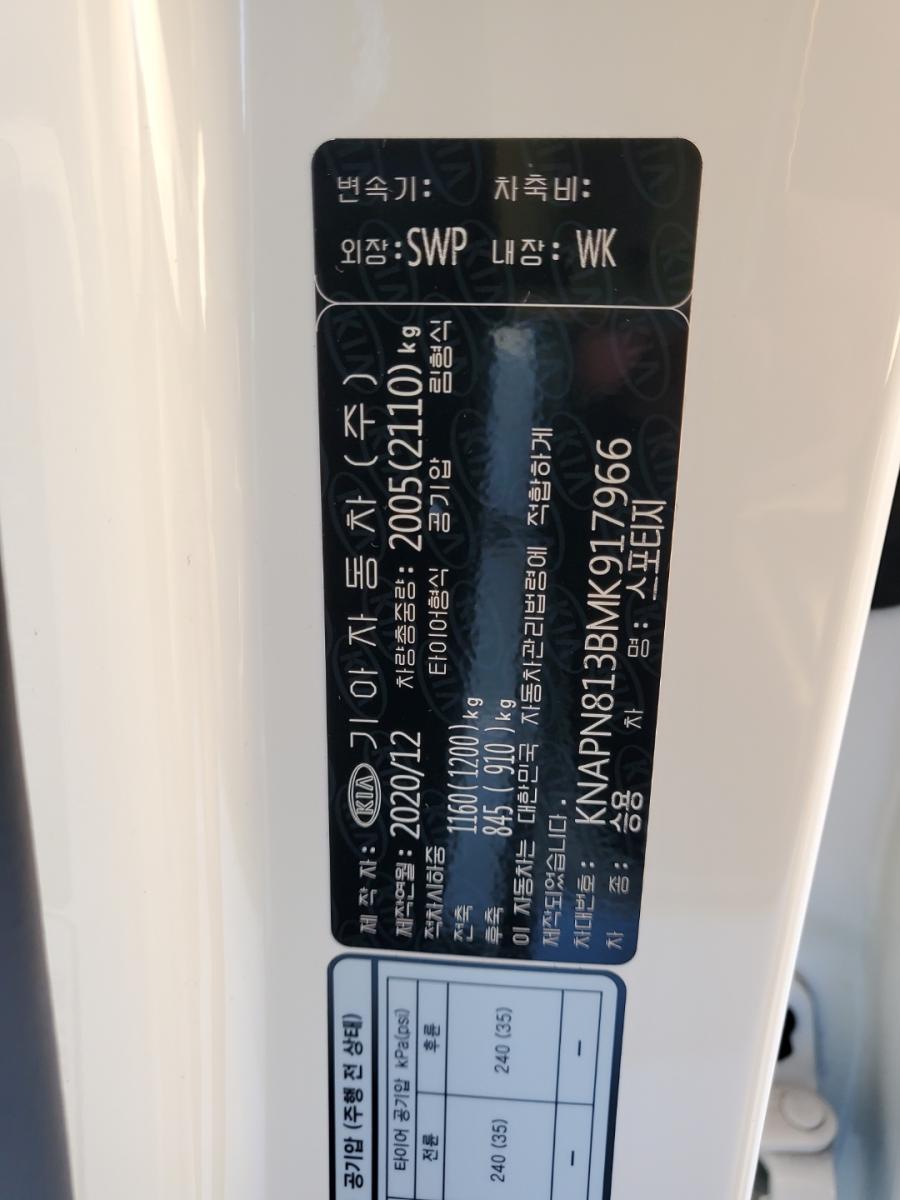 변속기: 차축비:
외장:SWP 내장: WK
제 작 자: KIA 기아자동차(주)
제작연월: 2020/12 차량총중량: 2005(2110)kg
적차시하중 타이어형식 공기압 림형식
전축 1160(1200)kg
후축 845 ( 910 )kg
이 자동차는 대한민국 자동차관리법령에 적합하게
제작되었습니다.
차대번호: KNAPN813BMK917966
차 종: 승용 차 명: 스포티지
공기압 (주행 전 상태)
타이어 공기압 kPa(psi)
전륜 후륜
240 (35) 240 (35)
– –